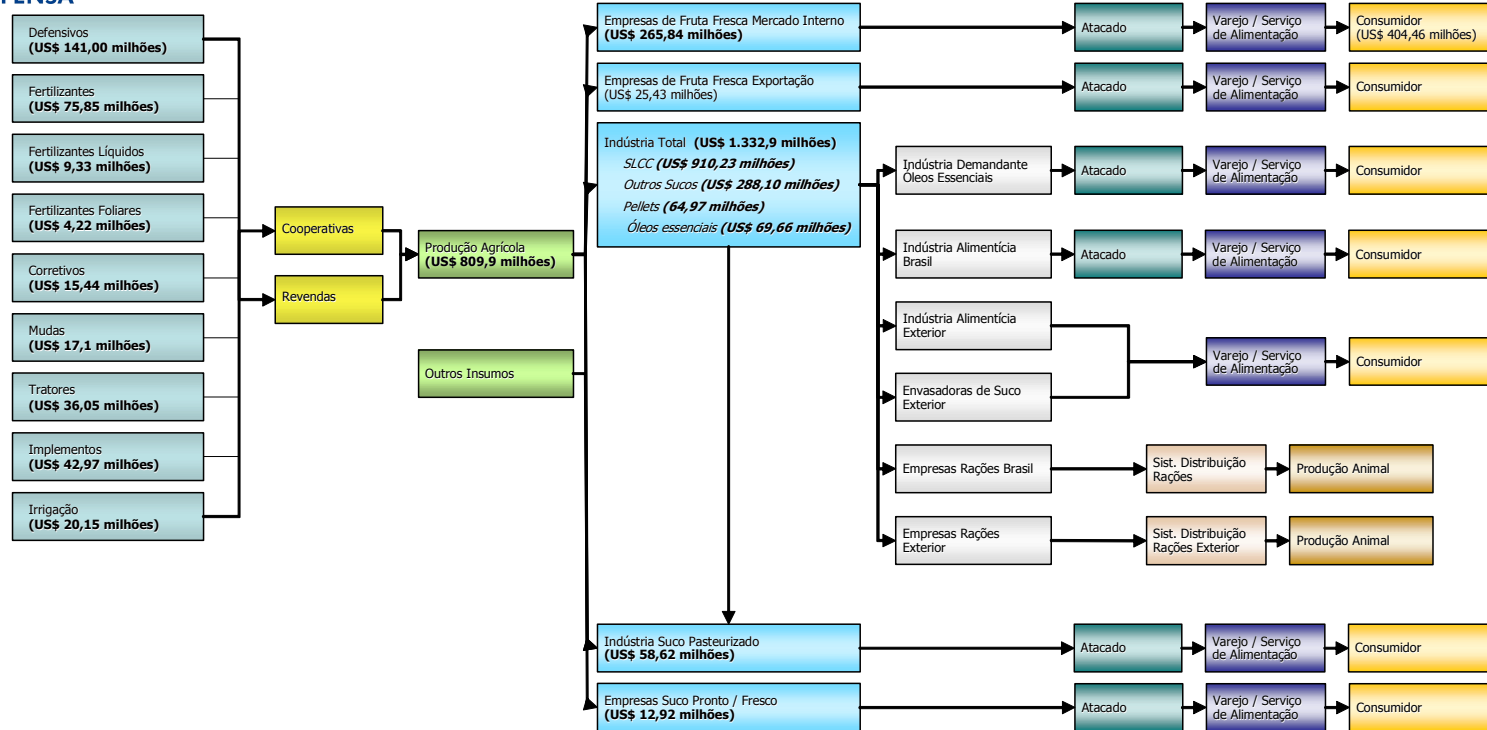 PENSA
Defensivos
(US$ 141,00 milhões)
Fertilizantes
(US$ 75,85 milhões)
Fertilizantes Líquidos
(US$ 9,33 milhões)
Fertilizantes Foliares
(US$ 4,22 milhões)
Corretivos
(US$ 15,44 milhões)
Mudas
(US$ 17,1 milhões)
Tratores
(US$ 36,05 milhões)
Implementos
(US$ 42,97 milhões)
Irrigação
(US$ 20,15 milhões)
Cooperativas
Revendas
Produção Agrícola
(US$ 809,9 milhões)
Outros Insumos
Empresas de Fruta Fresca Mercado Interno
(US$ 265,84 milhões)
Atacado
Varejo / Serviço
de Alimentação
Consumidor
(US$ 404,46 milhões)
Empresas de Fruta Fresca Exportação
(US$ 25,43 milhões)
Atacado
Varejo / Serviço
de Alimentação
Consumidor
Indústria Total (US$ 1.332,9 milhões)
SLCC (US$ 910,23 milhões)
Outros Sucos (US$ 288,10 milhões)
Pellets (64,97 milhões)
Óleos essenciais (US$ 69,66 milhões)
Indústria Demandante
Óleos Essenciais
Atacado
Varejo / Serviço
de Alimentação
Consumidor
Indústria Alimentícia
Brasil
Atacado
Varejo / Serviço
de Alimentação
Consumidor
Indústria Alimentícia
Exterior
Envasadoras de Suco
Exterior
Varejo / Serviço
de Alimentação
Consumidor
Empresas Rações Brasil
Sist. Distribuição
Rações
Produção Animal
Empresas Rações
Exterior
Sist. Distribuição
Rações Exterior
Produção Animal
Indústria Suco Pasteurizado
(US$ 58,62 milhões)
Atacado
Varejo / Serviço
de Alimentação
Consumidor
Empresas Suco Pronto / Fresco
(US$ 12,92 milhões)
Atacado
Varejo / Serviço
de Alimentação
Consumidor